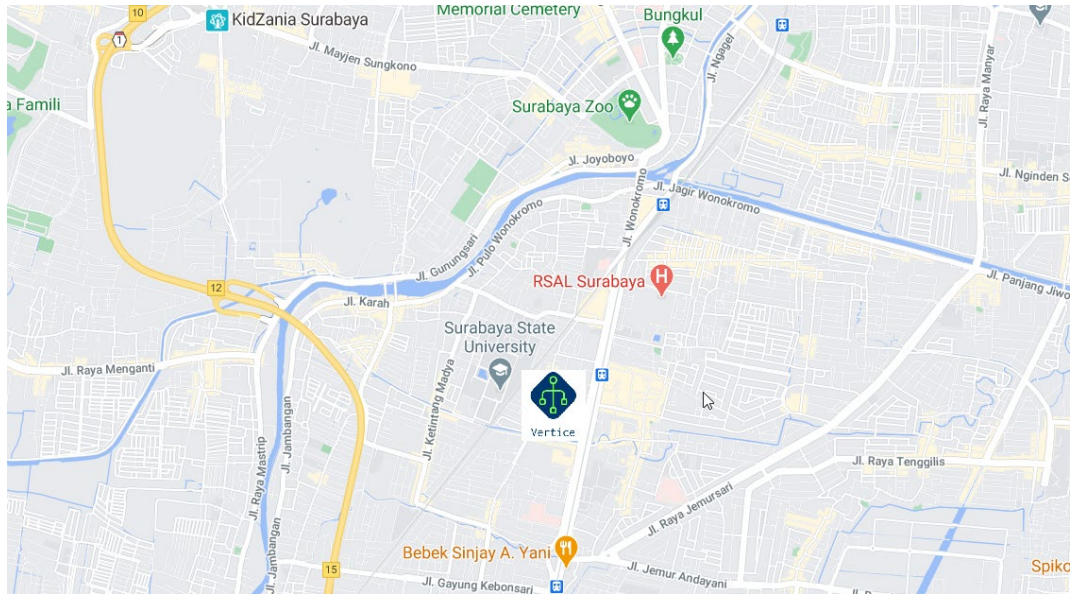 10
KidZania Surabaya
Memorial Cemetery
Bungkul
1
Jl. Mayjen Sungkono
Jl. Ngagel
Jl. Raya Manyar
a Famili
Surabaya Zoo
Jl. Joyoboyo
Jl. Nginden S
Jl. Jagir Wonokromo
Jl. Wonokromo
Jl. Pulo Wonokromo
Jl. Gunungsari
RSAL Surabaya
H
Jl. Panjang Jiwo
12
Jl. Karah
Surabaya State
University
Jl. Raya Menganti
Jl. Ketintang Madya
Vertice
Jl. Jambangan
Jl. Raya Mastrip
Jl. Raya Tenggilis
Jl. Raya Jemursari
Jl. Jambangan
Bebek Sinjay A. Yani
15
Jl. Gayung Kebonsari
Jl. Jemur Andayani
Spiko